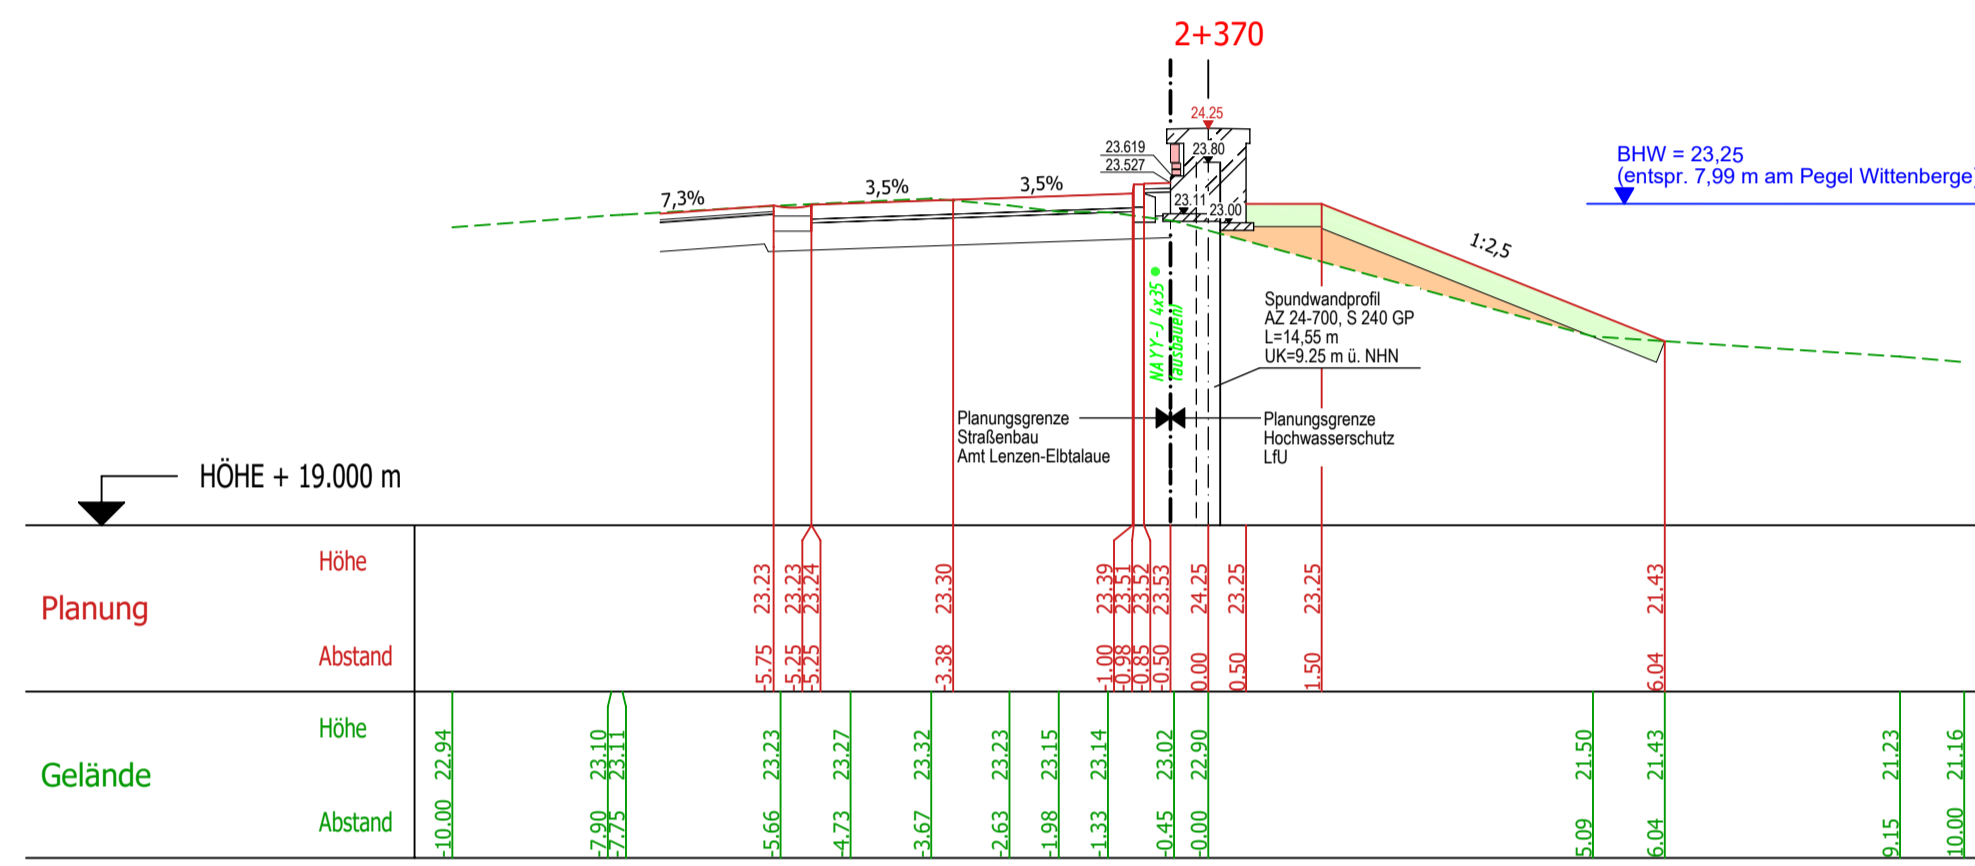 2+370
24.25
23.619
23.527
23.80
23.11
23.00
7,3%
3,5%
3,5%
1:2,5
BHW = 23,25
(entspr. 7,99 m am Pegel Wittenberge)
NAYY-J 4x35
(ausbauen)
Spundwandprofil
AZ 24-700, S 240 GP
L=14,55 m
UK=9.25 m ü. NHN
Planungsgrenze
Straßenbau
Amt Lenzen-Elbtalaue
Planungsgrenze
Hochwasserschutz
LfU
HÖHE + 19.000 m
Planung
Höhe
23.23 23.23 23.24 23.30 23.39 23.51 23.52 23.53 24.25 23.25 23.25 21.43
Abstand
-5.75 -5.25 -5.25 -3.38 -1.00 -0.98 -0.85 -0.50 0.00 0.50 1.50 6.04
Gelände
Höhe
22.94 23.10 23.11 23.23 23.27 23.32 23.23 23.15 23.14 23.02 22.90 21.50 21.43 21.23 21.16
Abstand
-10.00 -7.90 -7.75 -5.66 -4.73 -3.67 -2.63 -1.98 -1.33 -0.45 -0.00 5.09 6.04 9.15 10.00